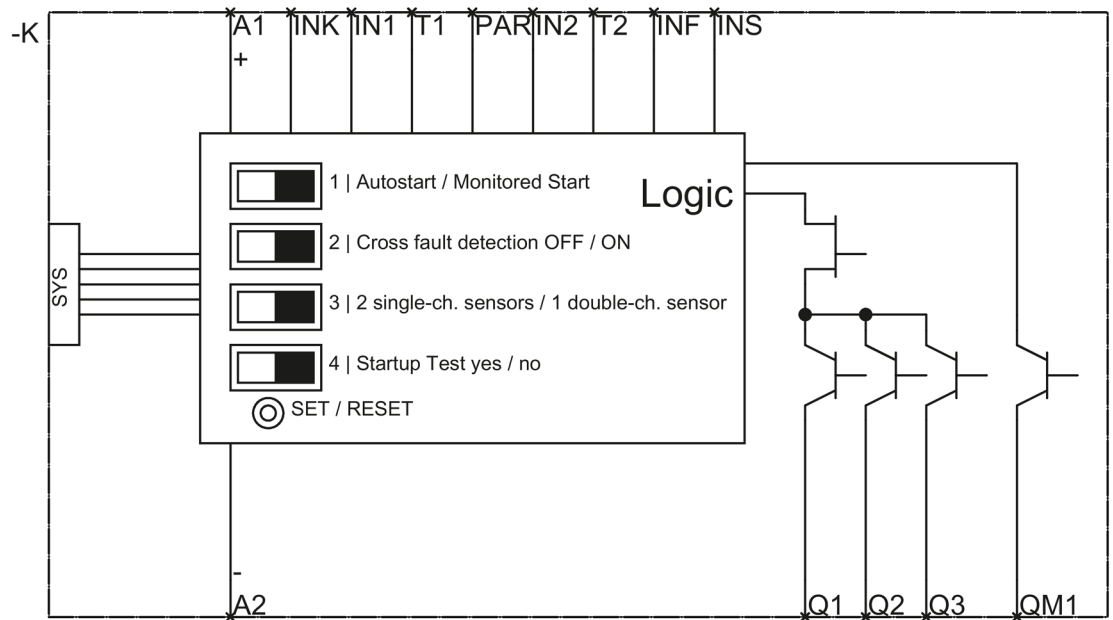 -K
A1 INK IN1 T1 PAR IN2 T2 INF INS
+
1 | Autostart / Monitored Start
Logic
2 | Cross fault detection OFF / ON
SYS
3 | 2 single-ch. sensors / 1 double-ch. sensor
4 | Startup Test yes / no
SET / RESET
-
A2 Q1 Q2 Q3 QM1